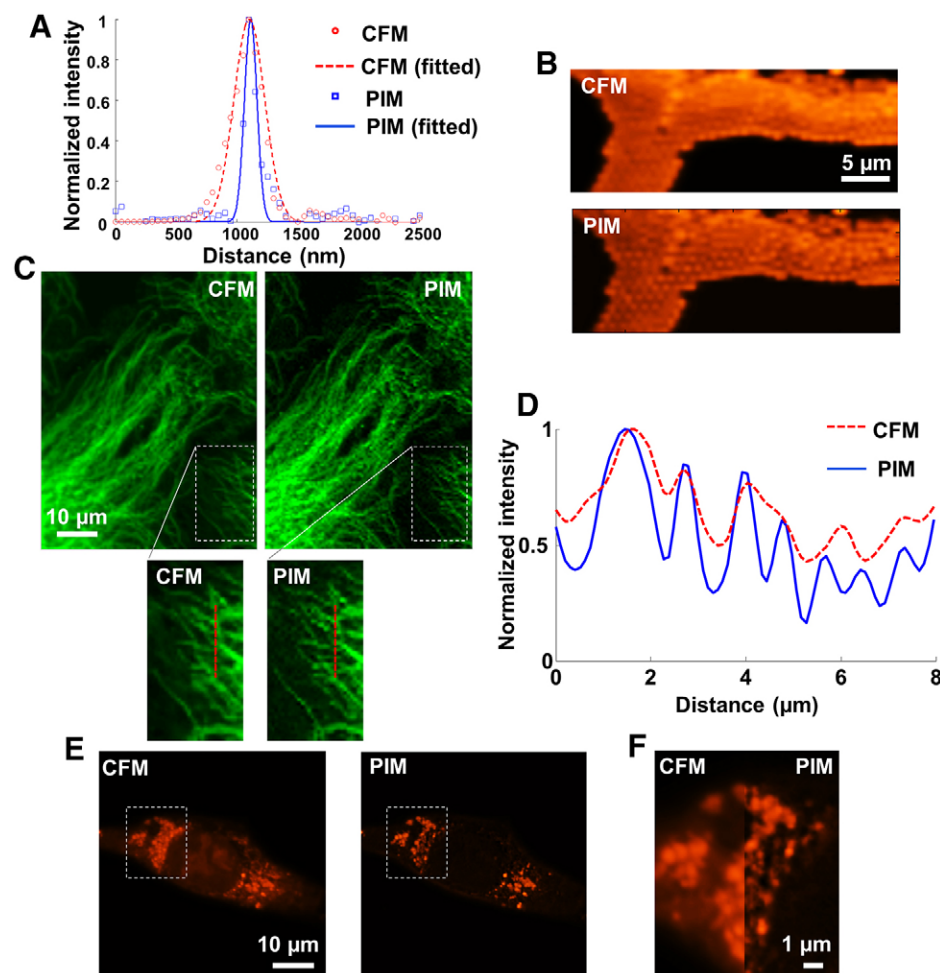 A
Normalized intensity
1
0.8
0.6
0.4
0.2
0
0 500 1000 1500 2000 2500
Distance (nm)
CFM
CFM (fitted)
PIM
PIM (fitted)
B
CFM
5 µm
PIM
C
CFM
PIM
10 µm
CFM
PIM
D
Normalized intensity
1
0.5
0
0 2 4 6 8
Distance (µm)
CFM
PIM
E
CFM
10 µm
PIM
F
CFM PIM
1 µm